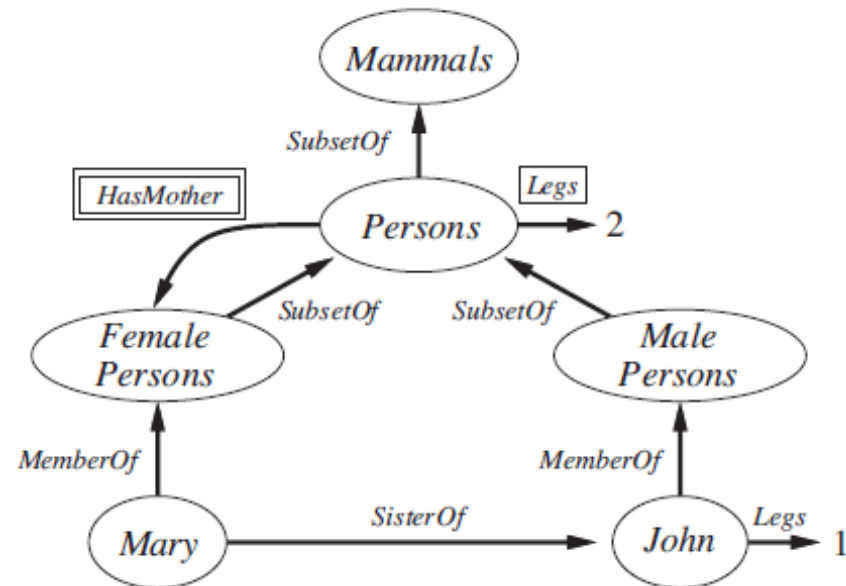 Mammals
SubsetOf
HasMother
Legs
Persons
2
SubsetOf
SubsetOf
Female
Persons
Male
Persons
MemberOf
MemberOf
SisterOf
Legs
Mary
John
1